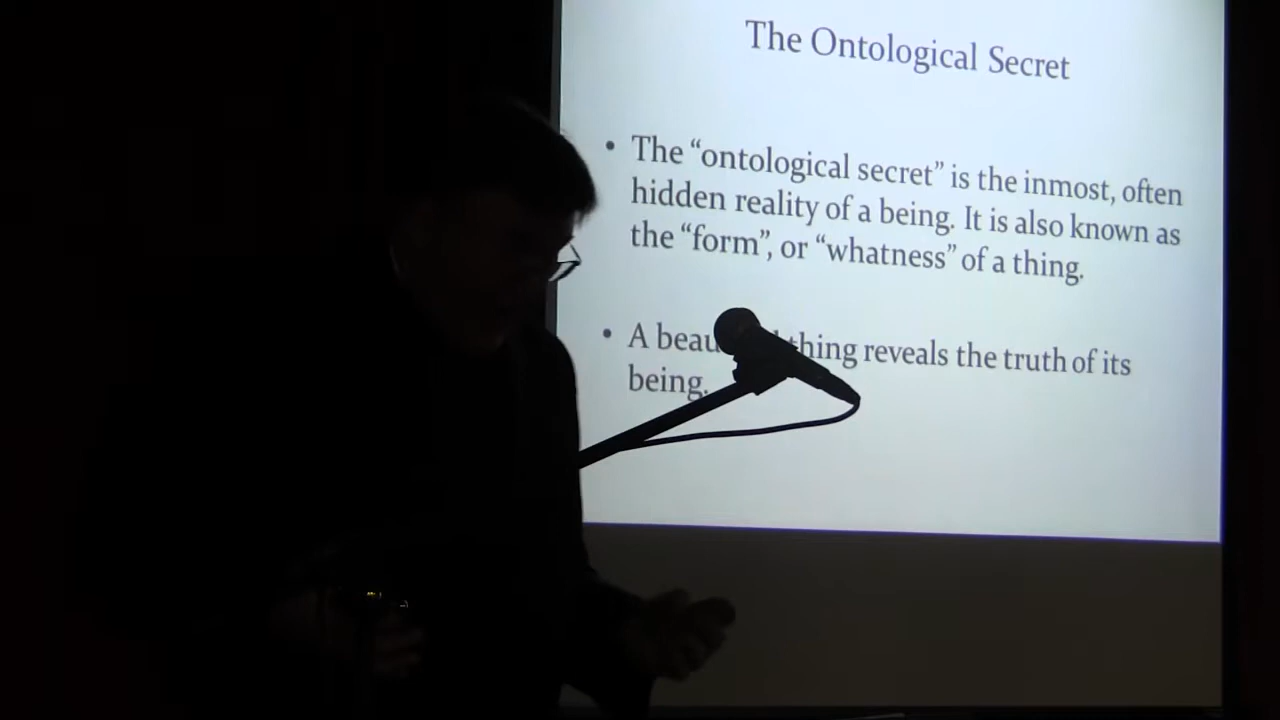 The Ontological Secret
• The “ontological secret” is the inmost, often
hidden reality of a being. It is also known as
the “form”, or “whatness” of a thing.
• A thing reveals the truth of its
being.